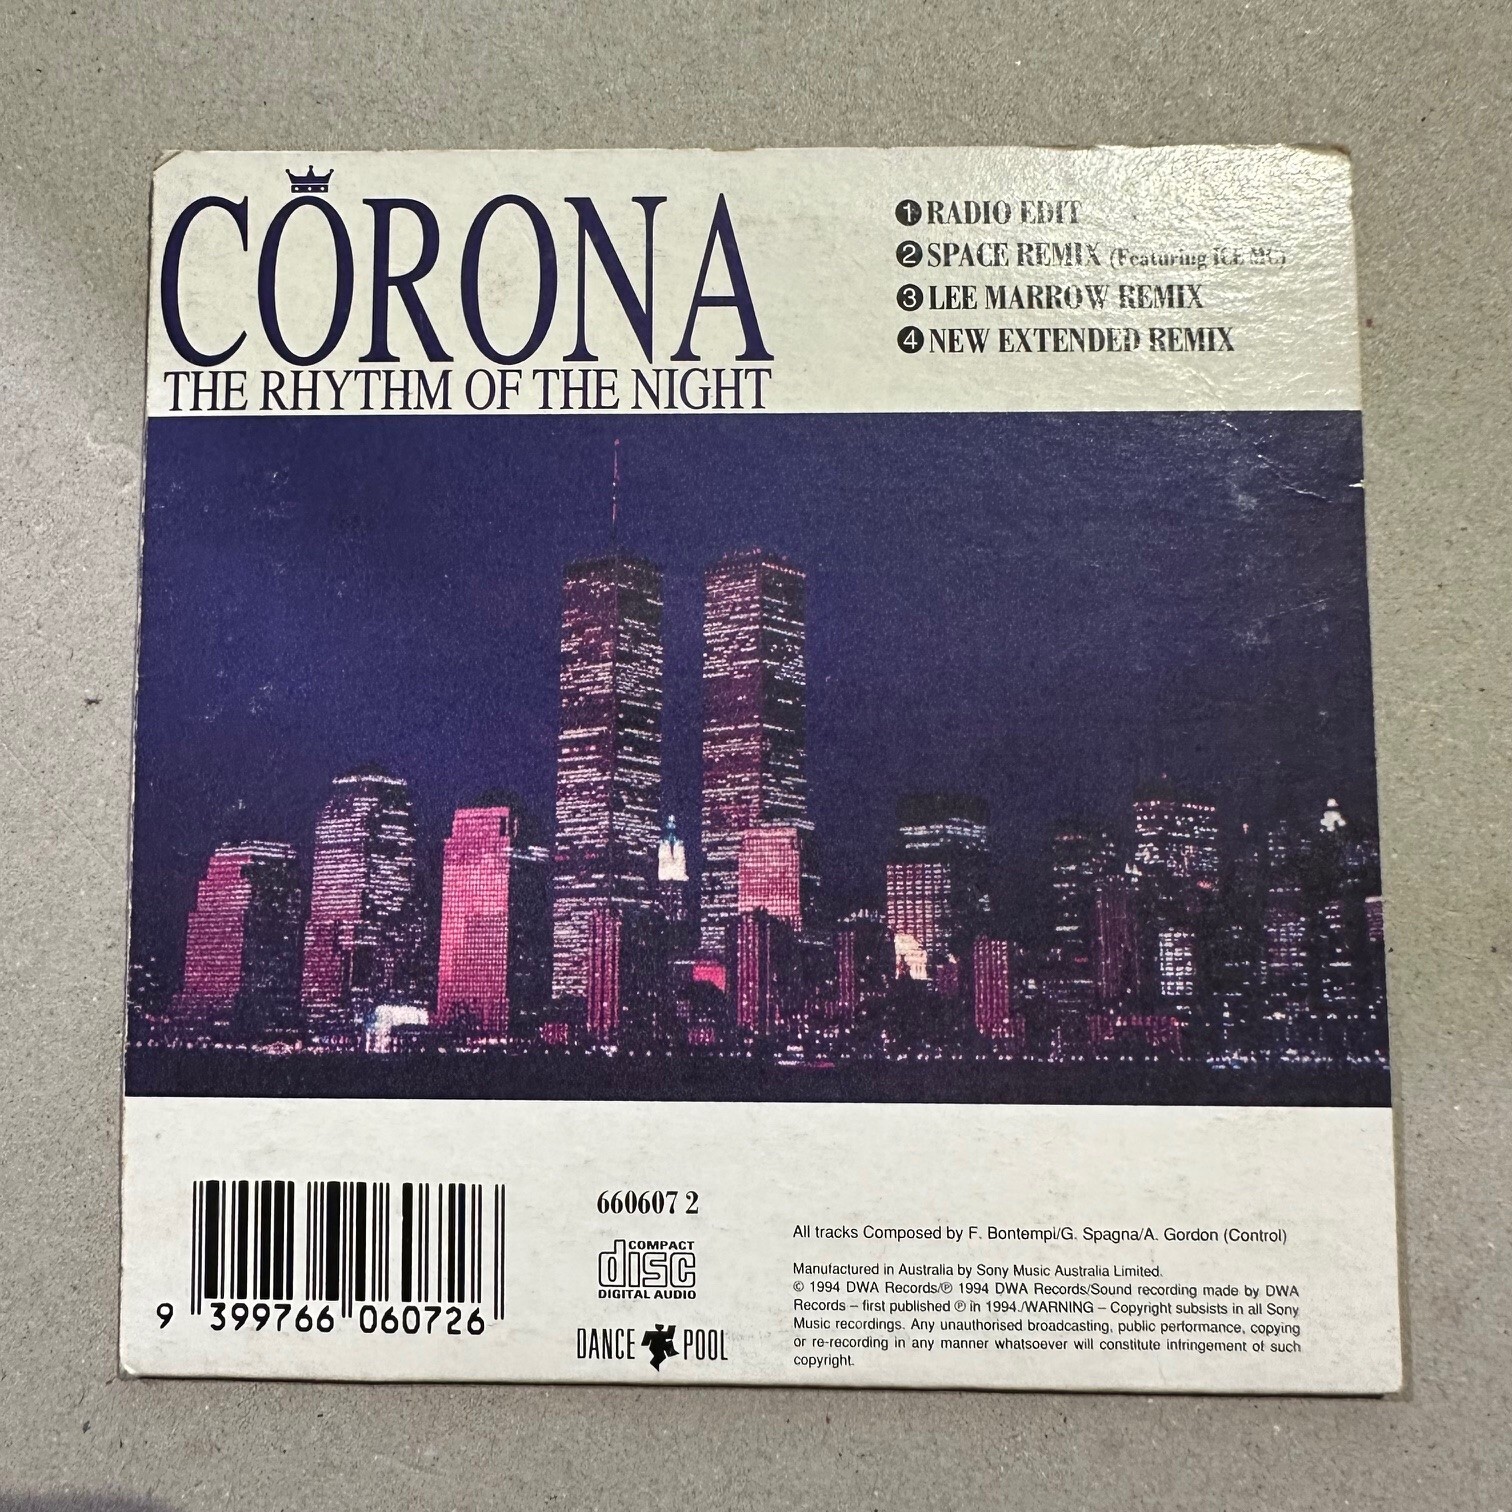 CORONA
THE RHYTHM OF THE NIGHT
1 RADIO EDIT
2 SPACE REMIX (Featuring ICE MC)
3 LEE MARROW REMIX
4 NEW EXTENDED REMIX
9 399766 060726
660607 2
COMPACT
disc
DIGITAL AUDIO
DANCE POOL
All tracks Composed by F. Bontempi/G. Spagna/A. Gordon (Control)
Manufactured in Australia by Sony Music Australia Limited.
© 1994 DWA Records/℗ 1994 DWA Records/Sound recording made by DWA
Records – first published ℗ in 1994./WARNING – Copyright subsists in all Sony
Music recordings. Any unauthorised broadcasting, public performance, copying
or re-recording in any manner whatsoever will constitute infringement of such
copyright.